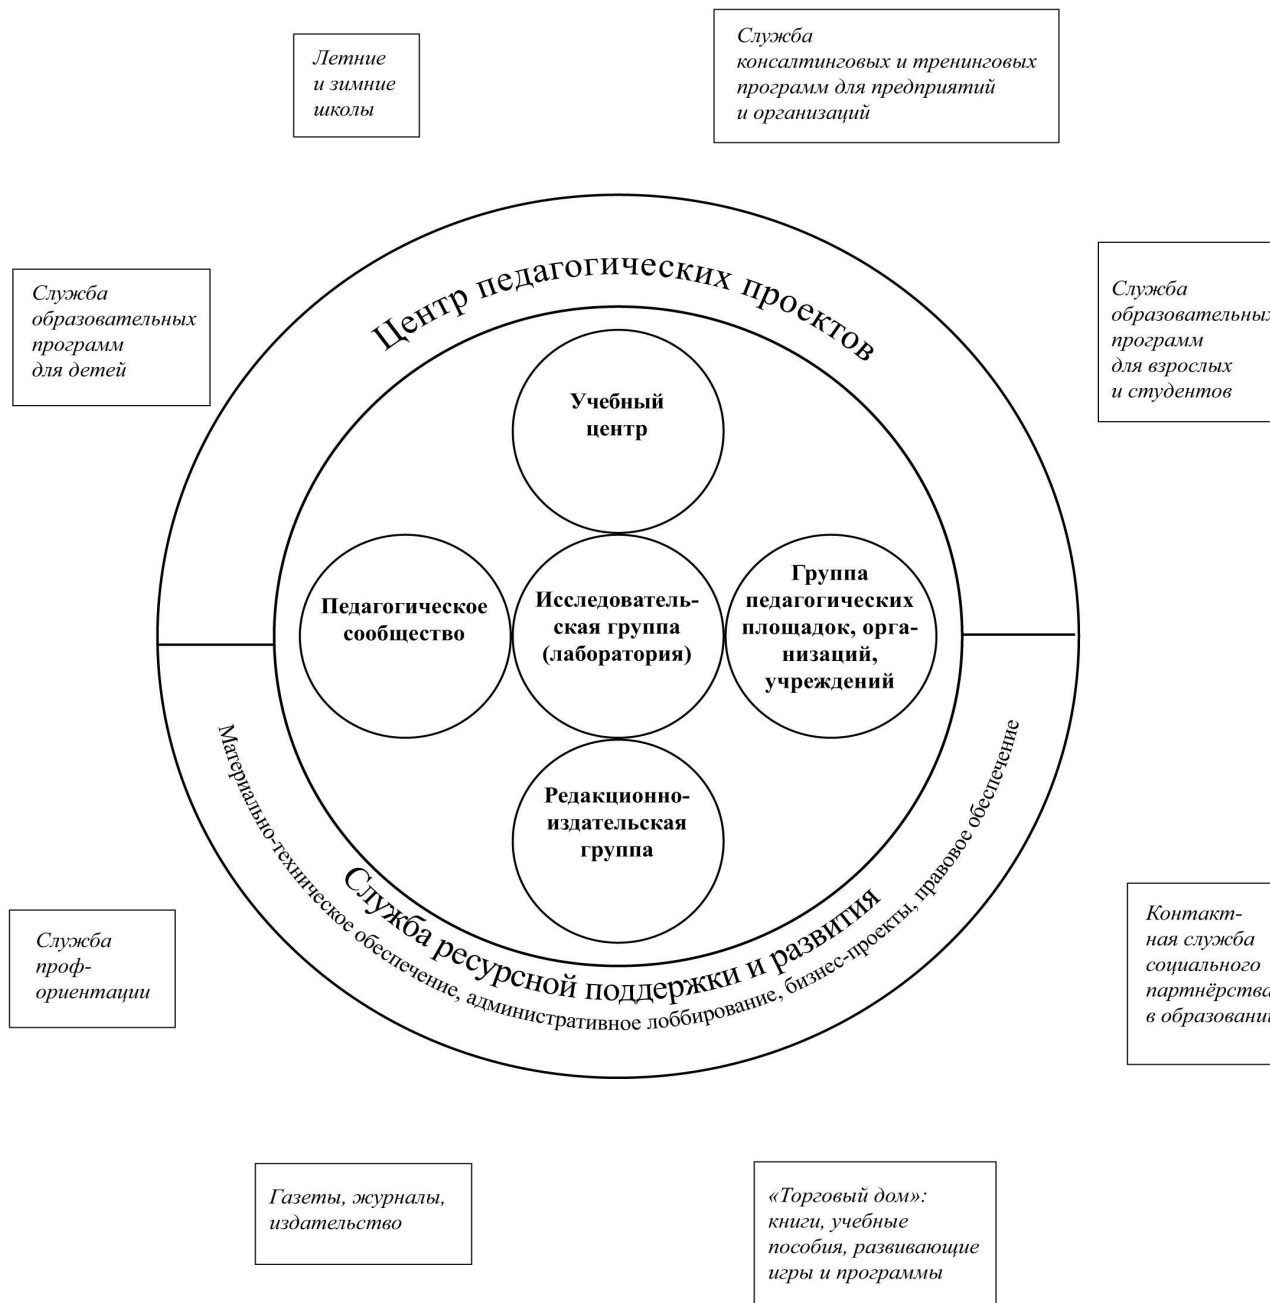 Летние
и зимние
школы
Служба
консалтинговых и тренинговых
программ для предприятий
и организаций
Служба
образовательных
программ
для детей
Центр педагогических проектов
Служба
образовательных
программ
для взрослых
и студентов
Учебный
центр
Педагогическое
сообщество
Исследователь-
ская группа
(лаборатория)
Группа
педагогических
площадок, орга-
низаций,
учреждений
Редакционно-
издательская
группа
Служба ресурсной поддержки и развития
Материально-техническое обеспечение, административное лоббирование, бизнес-проекты, правовое обеспечение
Служба
проф-
ориентации
Контакт-
ная служба
социального
партнёрства
в образовани
Газеты, журналы,
издательство
«Торговый дом»:
книги, учебные
пособия, развивающие
игры и программы